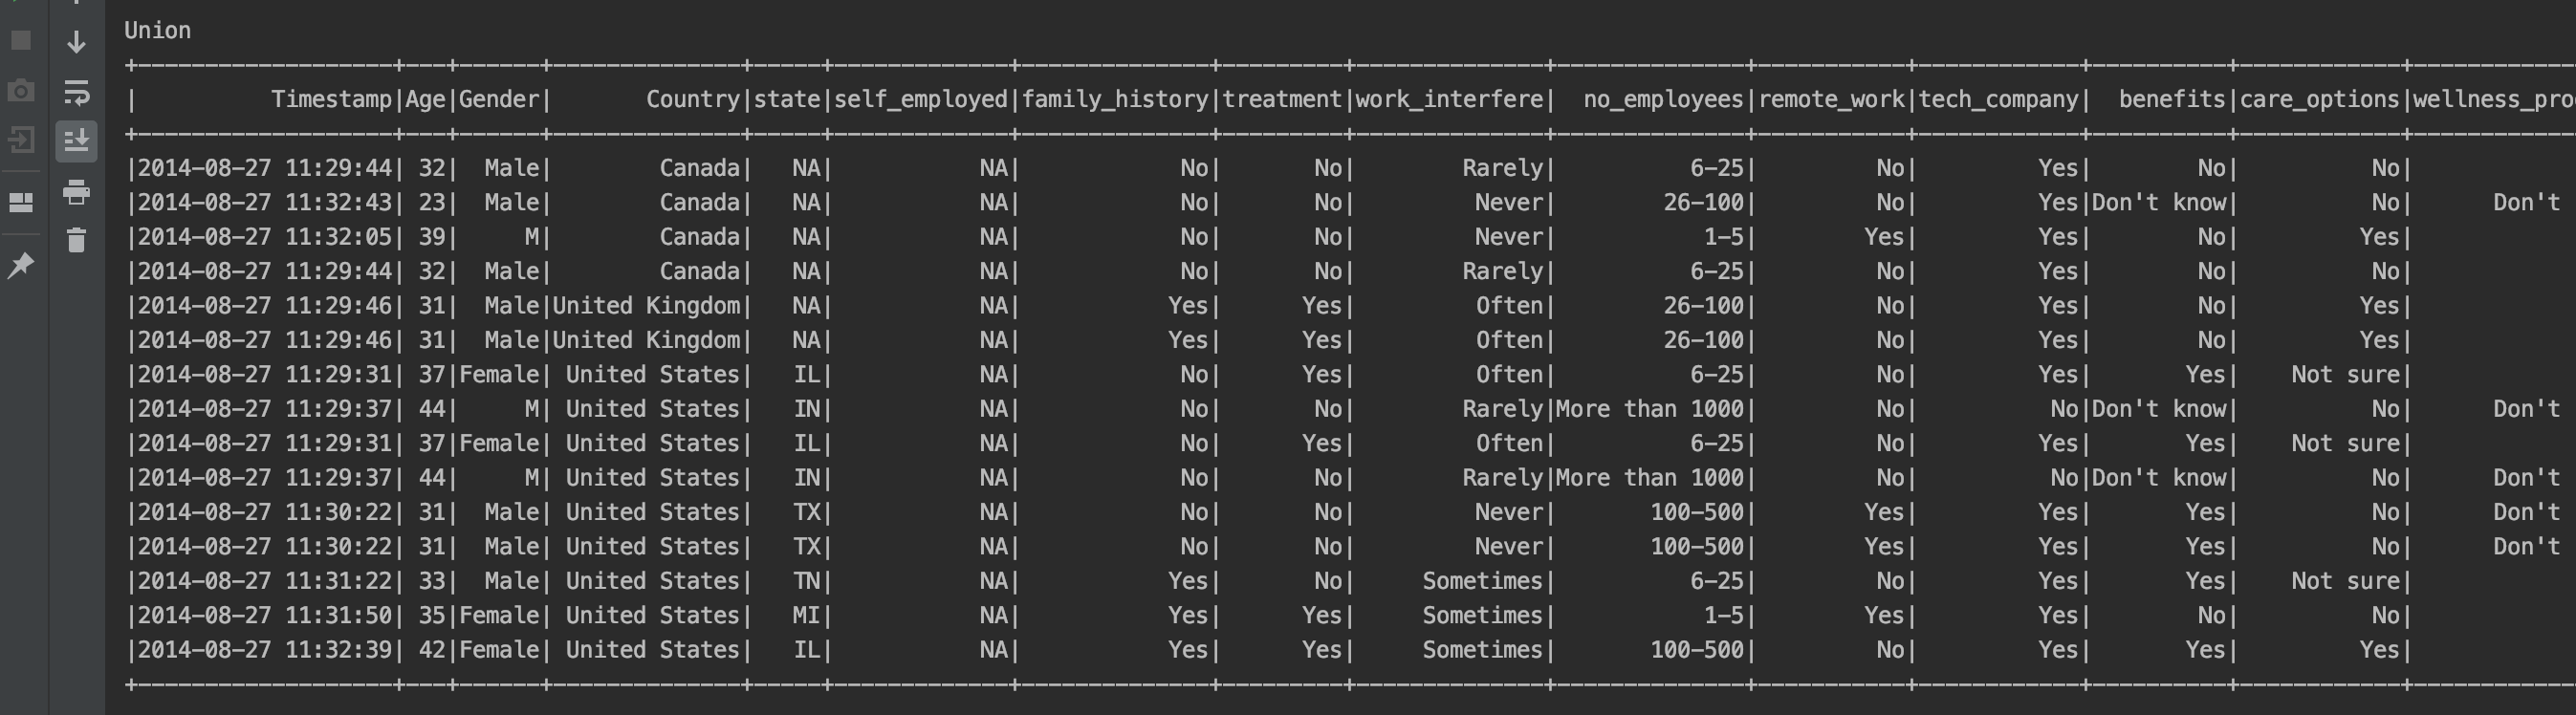 Union
+-------------------+---+------+--------------+-----+-------------+--------------+---------+--------------+--------------+-----------+------------+----------+------------+------------
|          Timestamp|Age|Gender|       Country|state|self_employed|family_history|treatment|work_interfere|  no_employees|remote_work|tech_company|  benefits|care_options|wellness_pro
+-------------------+---+------+--------------+-----+-------------+--------------+---------+--------------+--------------+-----------+------------+----------+------------+------------
|2014-08-27 11:29:44| 32|  Male|        Canada|   NA|           NA|            No|       No|        Rarely|          6-25|         No|         Yes|        No|          No|
|2014-08-27 11:32:43| 23|  Male|        Canada|   NA|           NA|            No|       No|         Never|        26-100|         No|         Yes|Don't know|          No|      Don't
|2014-08-27 11:32:05| 39|     M|        Canada|   NA|           NA|            No|       No|         Never|           1-5|        Yes|         Yes|        No|         Yes|
|2014-08-27 11:29:44| 32|  Male|        Canada|   NA|           NA|            No|       No|        Rarely|          6-25|         No|         Yes|        No|          No|
|2014-08-27 11:29:46| 31|  Male|United Kingdom|   NA|           NA|           Yes|      Yes|         Often|        26-100|         No|         Yes|        No|         Yes|
|2014-08-27 11:29:46| 31|  Male|United Kingdom|   NA|           NA|           Yes|      Yes|         Often|        26-100|         No|         Yes|        No|         Yes|
|2014-08-27 11:29:31| 37|Female| United States|   IL|           NA|            No|      Yes|         Often|          6-25|         No|         Yes|       Yes|    Not sure|
|2014-08-27 11:29:37| 44|     M| United States|   IN|           NA|            No|       No|        Rarely|More than 1000|         No|          No|Don't know|          No|      Don't
|2014-08-27 11:29:31| 37|Female| United States|   IL|           NA|            No|      Yes|         Often|          6-25|         No|         Yes|       Yes|    Not sure|
|2014-08-27 11:29:37| 44|     M| United States|   IN|           NA|            No|       No|        Rarely|More than 1000|         No|          No|Don't know|          No|      Don't
|2014-08-27 11:30:22| 31|  Male| United States|   TX|           NA|            No|       No|         Never|       100-500|        Yes|         Yes|       Yes|          No|      Don't
|2014-08-27 11:30:22| 31|  Male| United States|   TX|           NA|            No|       No|         Never|       100-500|        Yes|         Yes|       Yes|          No|      Don't
|2014-08-27 11:31:22| 33|  Male| United States|   TN|           NA|           Yes|       No|     Sometimes|          6-25|         No|         Yes|       Yes|    Not sure|
|2014-08-27 11:31:50| 35|Female| United States|   MI|           NA|           Yes|      Yes|     Sometimes|           1-5|        Yes|         Yes|        No|          No|
|2014-08-27 11:32:39| 42|Female| United States|   IL|           NA|           Yes|      Yes|     Sometimes|       100-500|         No|         Yes|       Yes|         Yes|
+-------------------+---+------+--------------+-----+-------------+--------------+---------+--------------+--------------+-----------+------------+----------+------------+------------